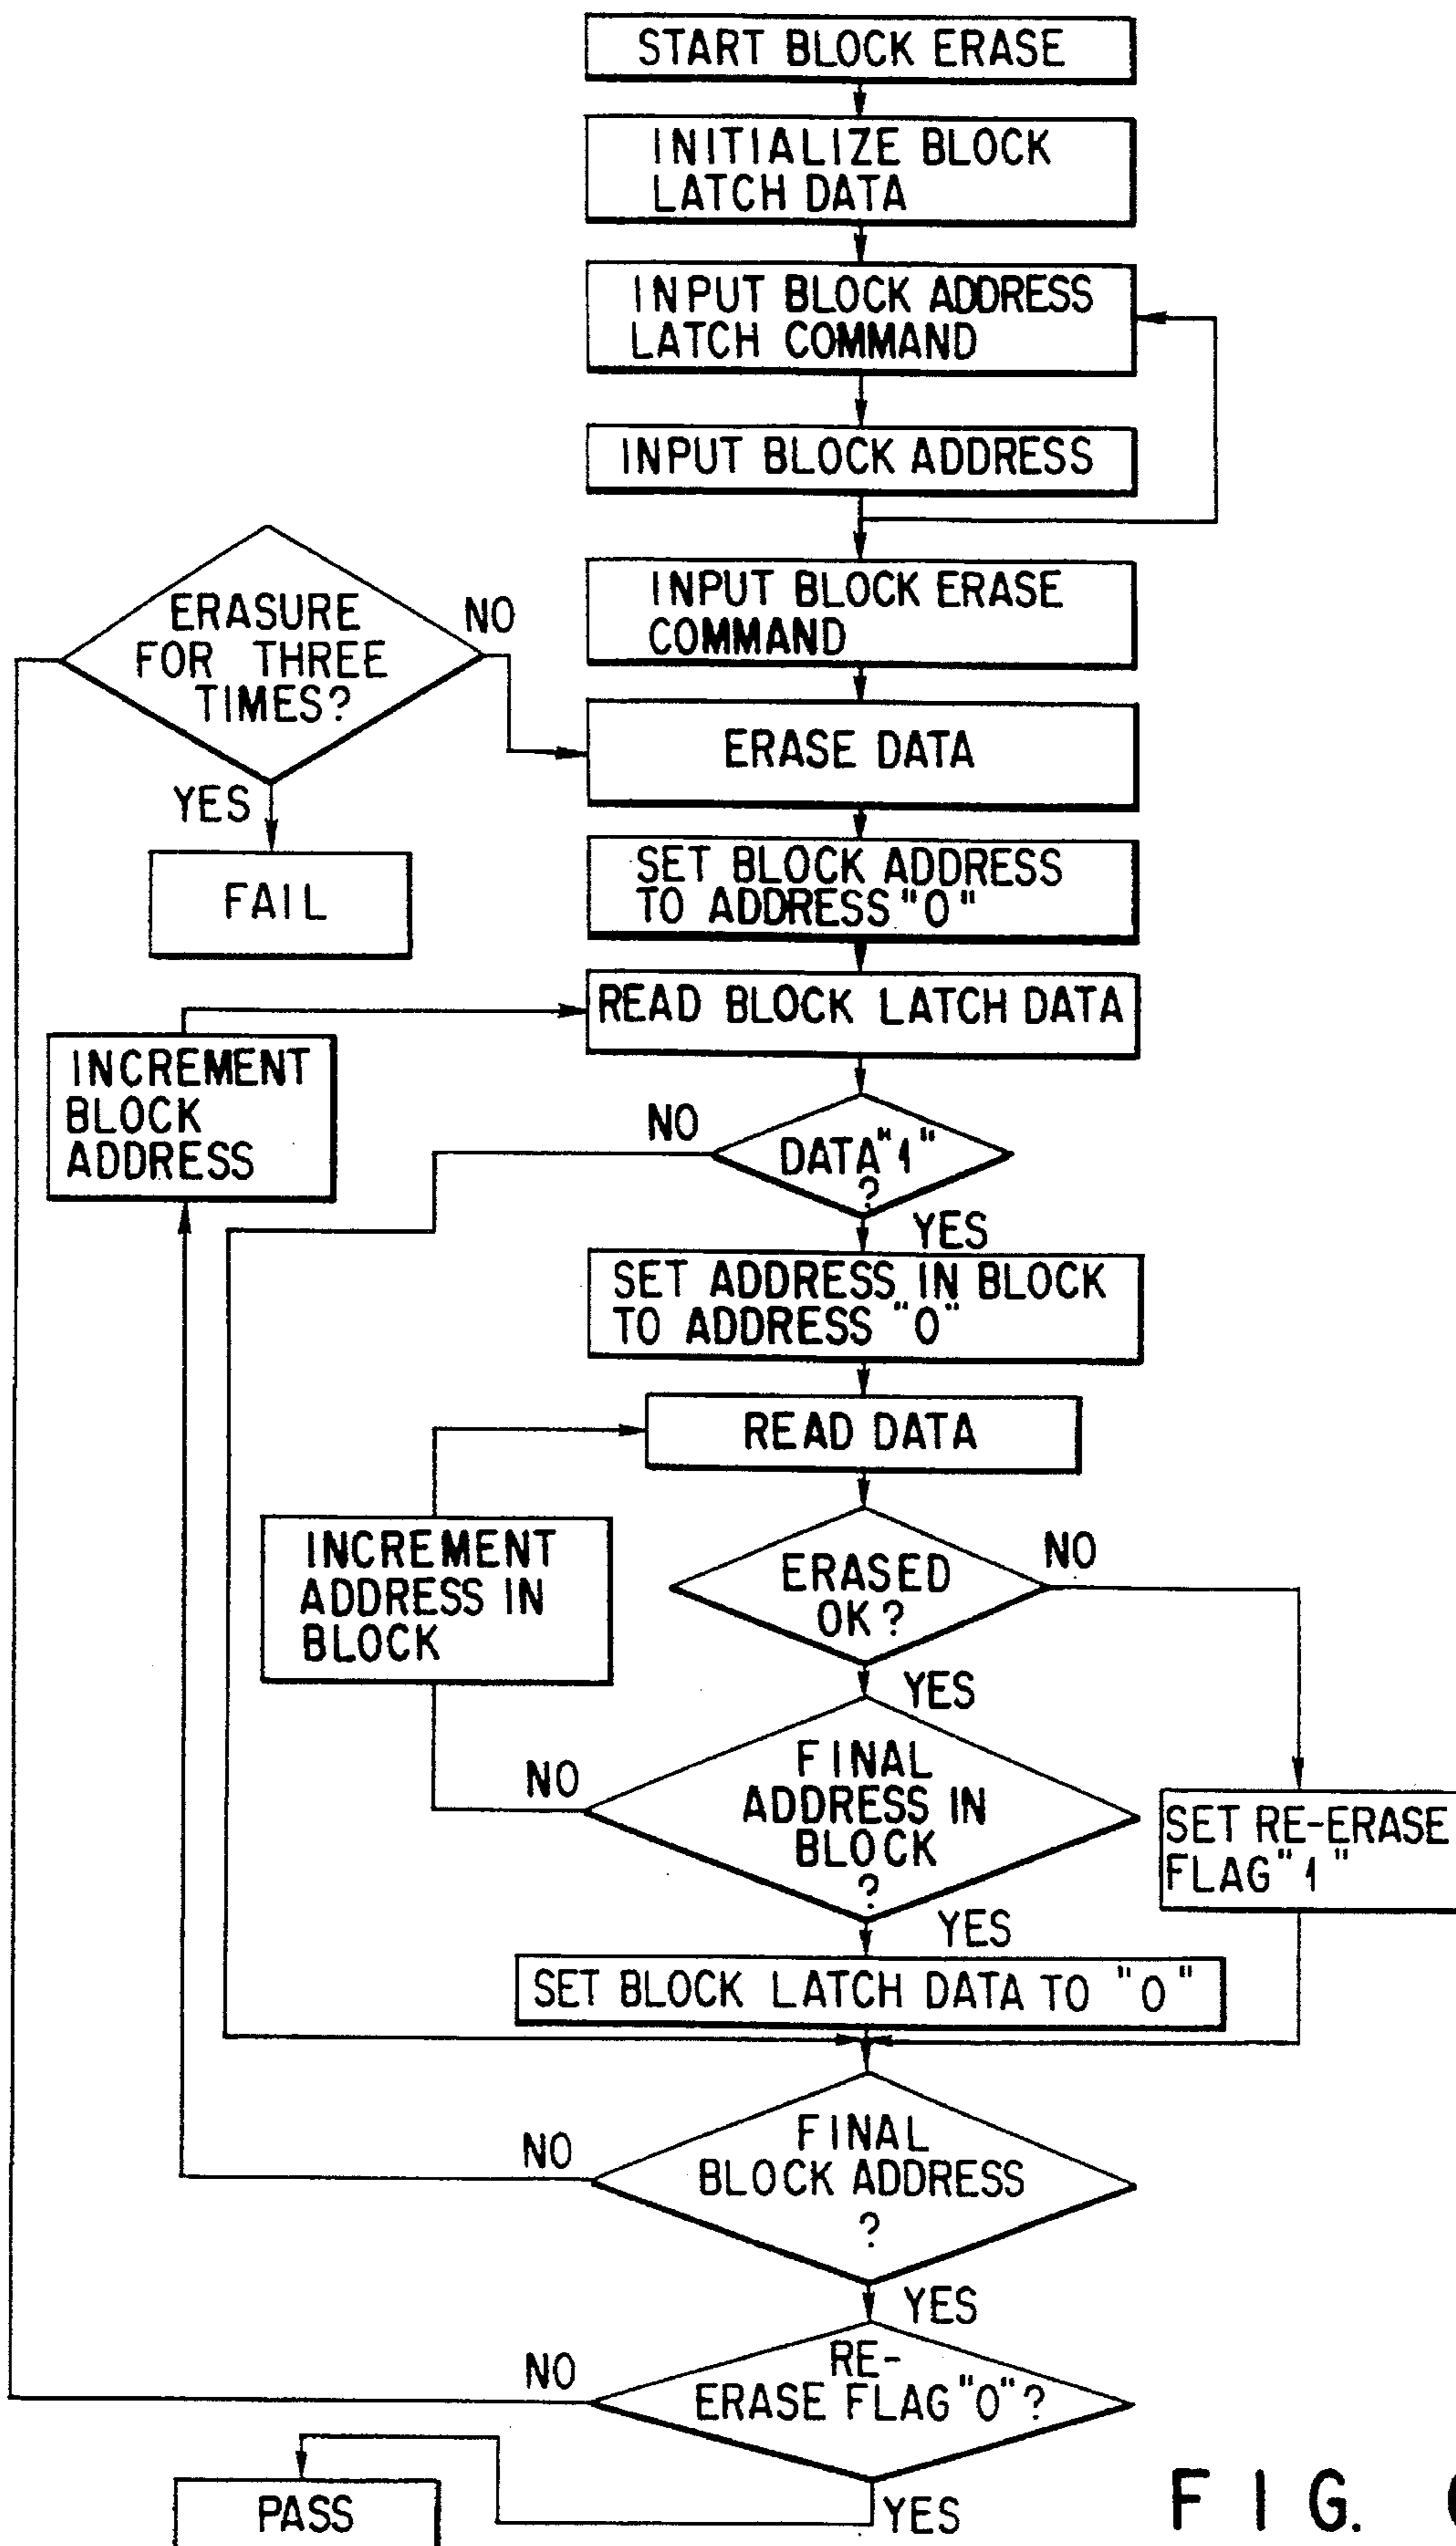 START BLOCK ERASE
INITIALIZE BLOCK
LATCH DATA
INPUT BLOCK ADDRESS
LATCH COMMAND
INPUT BLOCK ADDRESS
ERASURE
FOR THREE
TIMES?
NO
YES
FAIL
INPUT BLOCK ERASE
COMMAND
ERASE DATA
SET BLOCK ADDRESS
TO ADDRESS "0"
READ BLOCK LATCH DATA
INCREMENT
BLOCK
ADDRESS
NO
DATA "1"
?
YES
SET ADDRESS IN BLOCK
TO ADDRESS "0"
READ DATA
INCREMENT
ADDRESS IN
BLOCK
ERASED
OK?
NO
YES
NO
FINAL
ADDRESS IN
BLOCK
?
SET RE-ERASE
FLAG "1"
YES
SET BLOCK LATCH DATA TO "0"
NO
FINAL
BLOCK ADDRESS
?
YES
NO
RE-
ERASE FLAG "0"?
YES
PASS
FIG.